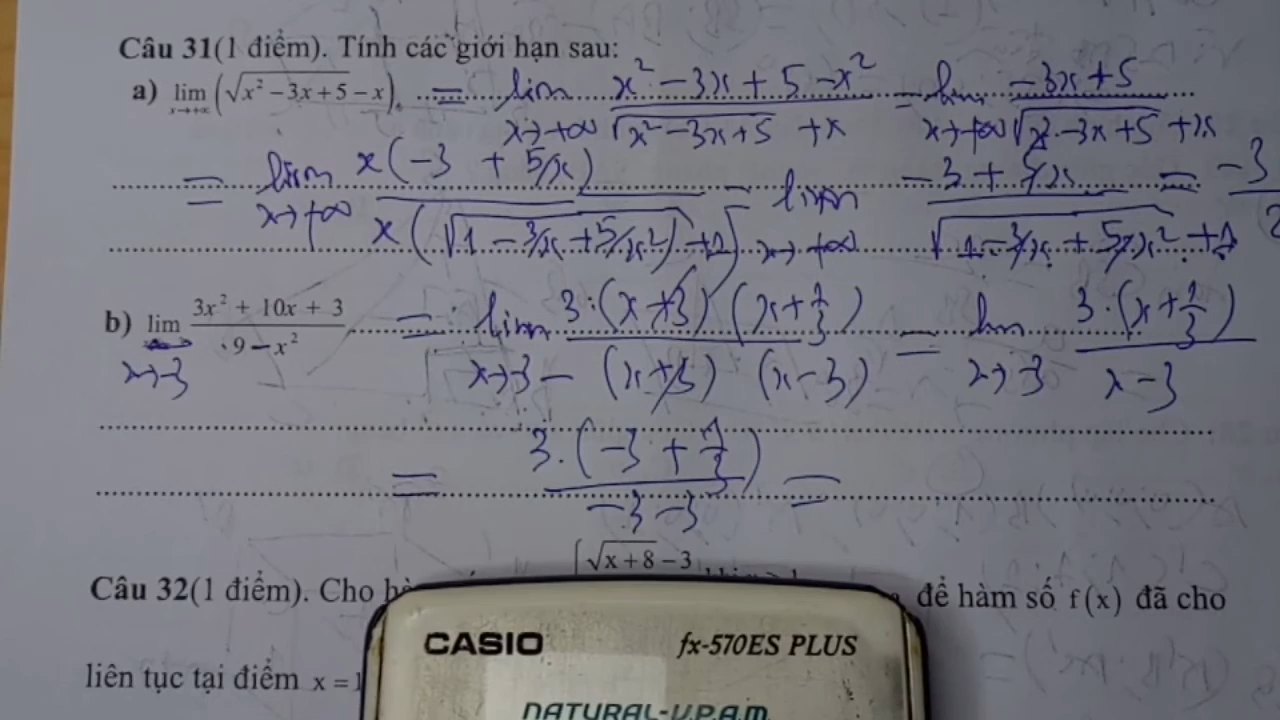 Câu 31(1 điểm). Tính các giới hạn sau:
a) lim x→+∞ (√(x² − 3x + 5) − x). = lim x→+∞ (x² − 3x + 5 − x²)/(√(x² − 3x + 5) + x) = lim x→+∞ (−3x + 5)/(√(x² − 3x + 5) + x)
= lim x→+∞ x(−3 + 5/x)/(x(√(1 − 3/x + 5/x²) + 1)) = lim x→+∞ (−3 + 5/x)/(√(1 − 3/x + 5/x²) + 1) = −3/2
b) lim x→−3 (3x² + 10x + 3)/(9 − x²) = lim x→−3 3·(x + 3)(x + 1/3)/(−(x + 3)(x − 3)) = lim x→−3 3·(x + 1/3)/(x − 3)
= 3·(−3 + 1/3)/(−3 − 3) =
√(x + 8) − 3
Câu 32(1 điểm). Cho để hàm số f(x) đã cho
liên tục tại điểm x = 1
CASIO fx-570ES PLUS
NATURAL-V.P.A.M.